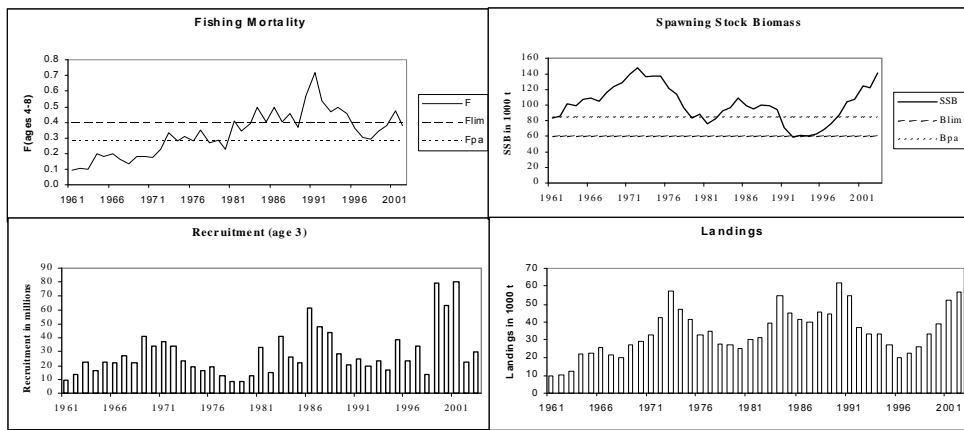 Fishing Mortality
F(ages 4-8)
0.8
0.7
0.6
0.5
0.4
0.3
0.2
0.1
0.0
1961 1966 1971 1976 1981 1986 1991 1996 2001
F
Flim
Fpa
Spawning Stock Biomass
SSB in 1000 t
160
140
120
100
80
60
40
20
0
1961 1966 1971 1976 1981 1986 1991 1996 2001
SSB
Blim
Bpa
Recruitment (age 3)
Recruitment in millions
90
80
70
60
50
40
30
20
10
0
1961 1966 1971 1976 1981 1986 1991 1996 2001
Landings
Landings in 1000 t
70
60
50
40
30
20
10
0
1961 1966 1971 1976 1981 1986 1991 1996 2001